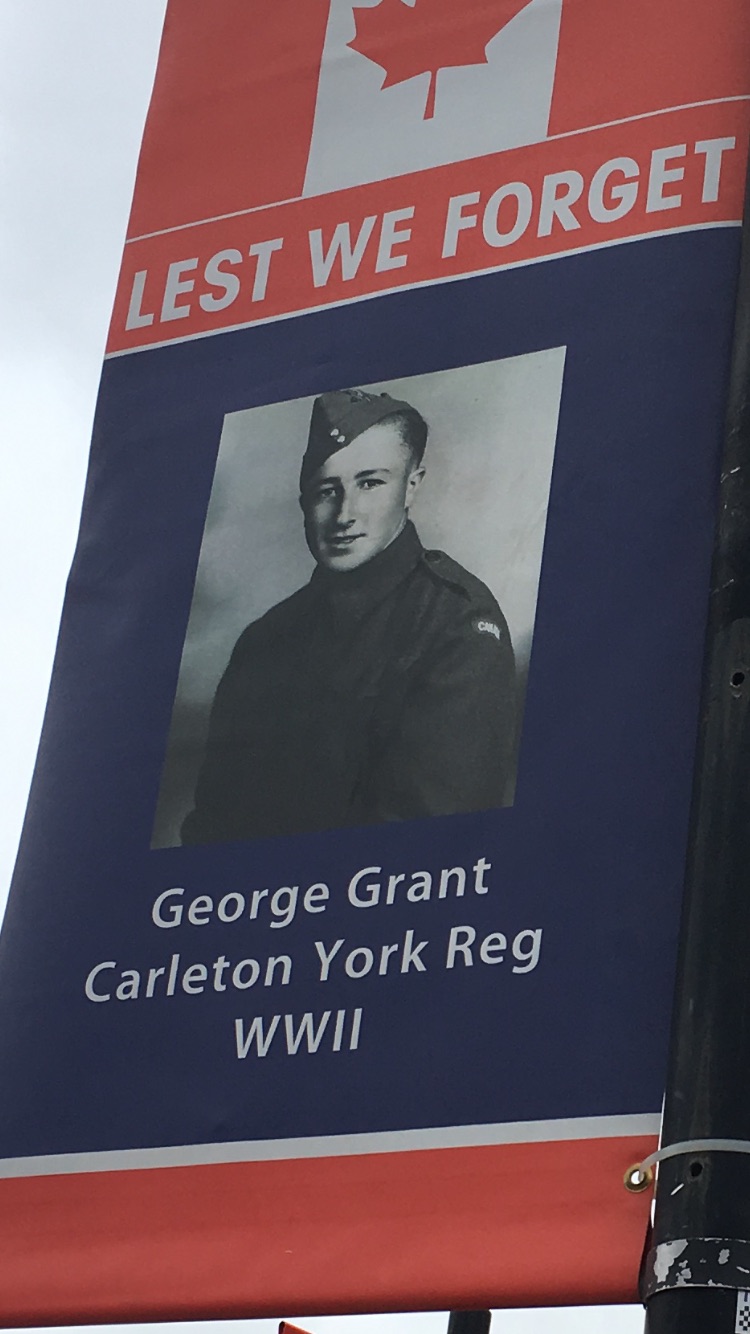 LEST WE FORGET
George Grant
Carleton York Reg
WWII